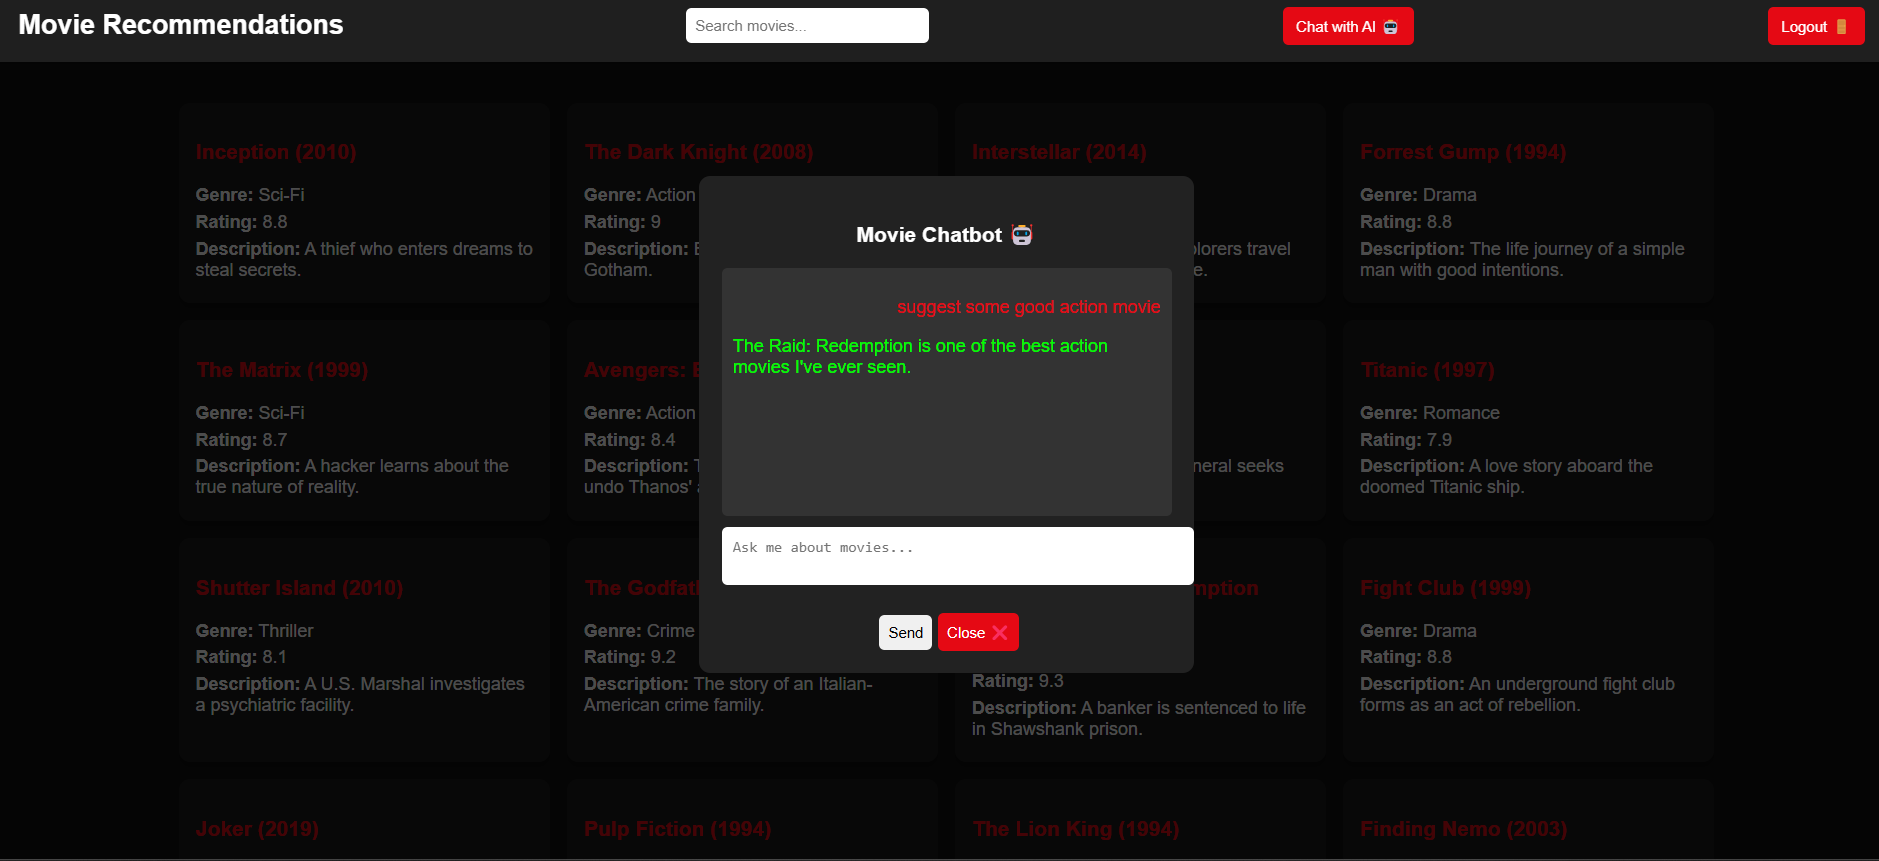 Movie Recommendations
Search movies...
Chat with AI
Logout
Inception (2010)
Genre: Sci-Fi
Rating: 8.8
Description: A thief who enters dreams to
steal secrets.
The Dark Knight (2008)
Genre: Action
Rating: 9
Description:
Gotham.
Interstellar (2014)
plorers travel
e.
Forrest Gump (1994)
Genre: Drama
Rating: 8.8
Description: The life journey of a simple
man with good intentions.
Movie Chatbot
suggest some good action movie
The Raid: Redemption is one of the best action
movies I've ever seen.
Ask me about movies...
Send
Close
The Matrix (1999)
Genre: Sci-Fi
Rating: 8.7
Description: A hacker learns about the
true nature of reality.
Avengers:
Genre: Action
Rating: 8.4
Description:
undo Thanos'
neral seeks
Titanic (1997)
Genre: Romance
Rating: 7.9
Description: A love story aboard the
doomed Titanic ship.
Shutter Island (2010)
Genre: Thriller
Rating: 8.1
Description: A U.S. Marshal investigates
a psychiatric facility.
The Godfat
Genre: Crime
Rating: 9.2
Description: The story of an Italian-
American crime family.
mption
Rating: 9.3
Description: A banker is sentenced to life
in Shawshank prison.
Fight Club (1999)
Genre: Drama
Rating: 8.8
Description: An underground fight club
forms as an act of rebellion.
Joker (2019)
Pulp Fiction (1994)
The Lion King (1994)
Finding Nemo (2003)